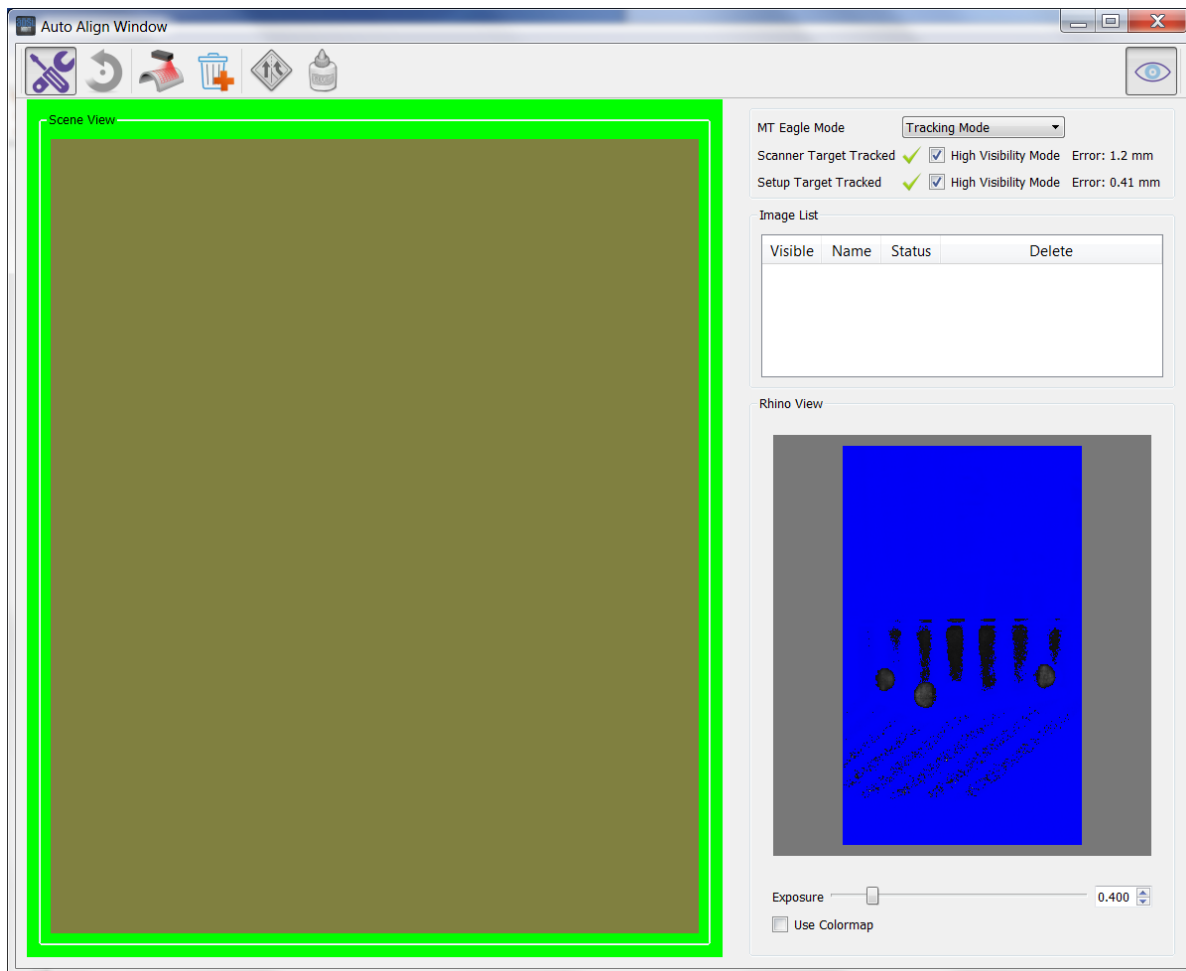 Auto Align Window
Scene View
MT Eagle Mode Tracking Mode
Scanner Target Tracked High Visibility Mode Error: 1.2 mm
Setup Target Tracked High Visibility Mode Error: 0.41 mm
Image List
Visible Name Status Delete
Rhino View
Exposure 0.400
Use Colormap